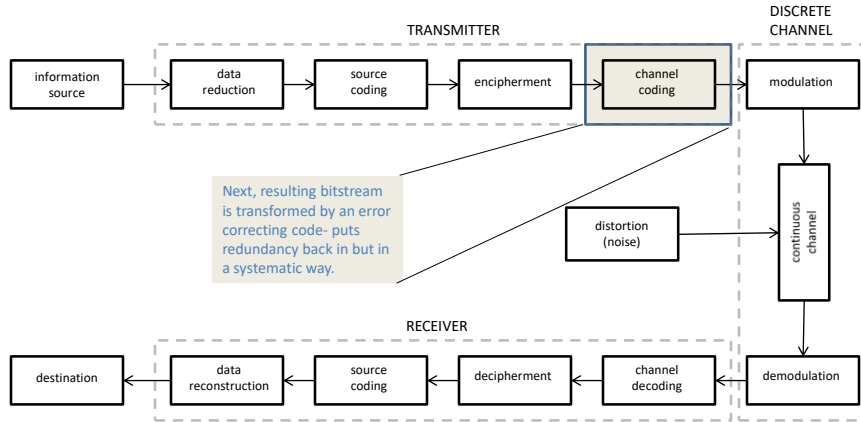 TRANSMITTER
DISCRETE
CHANNEL
information
source
data
reduction
source
coding
encipherment
channel
coding
modulation
Next, resulting bitstream
is transformed by an error
correcting code- puts
redundancy back in but in
a systematic way.
distortion
(noise)
continuous
channel
RECEIVER
destination
data
reconstruction
source
coding
decipherment
channel
decoding
demodulation